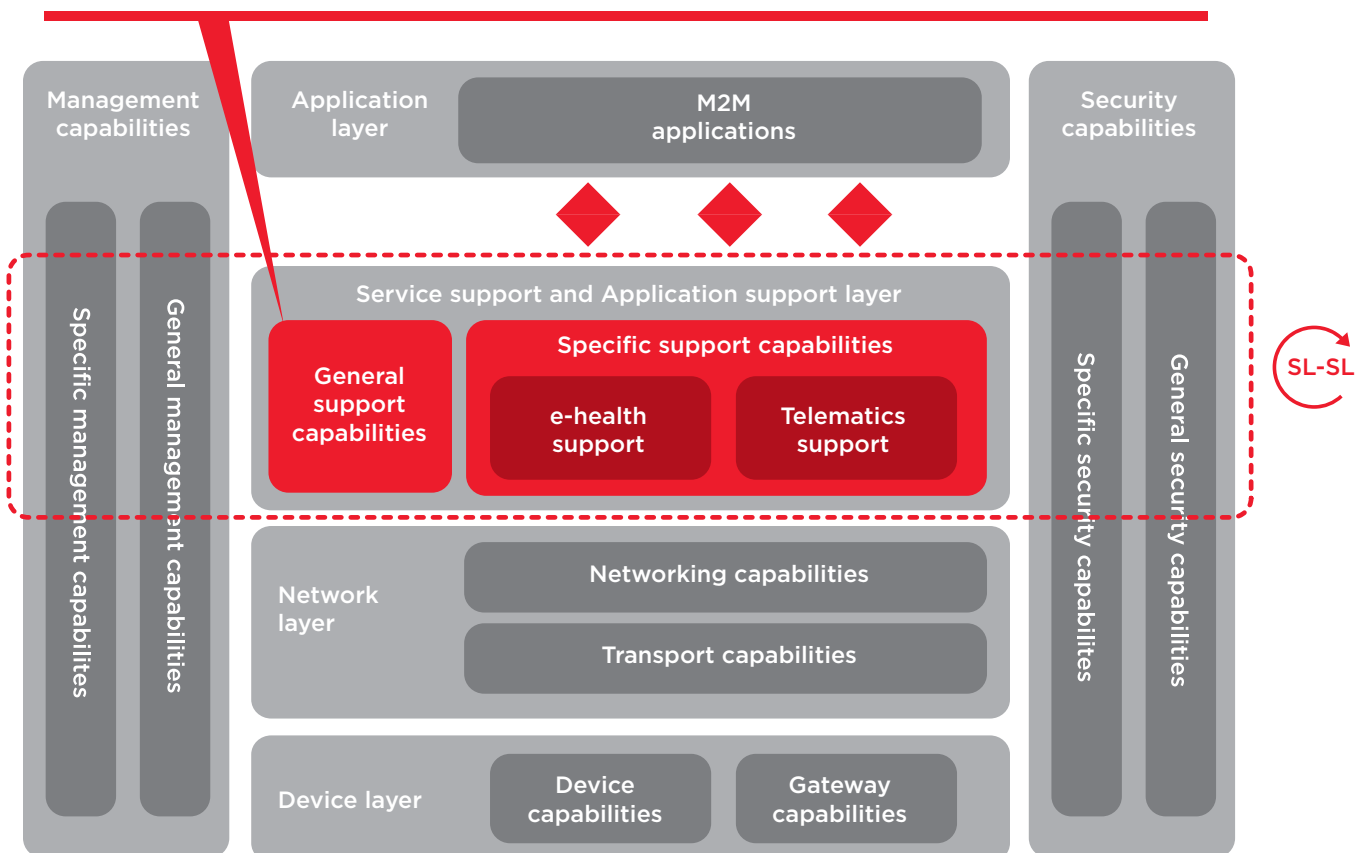 Management
capabilities
Specific management capabilites
General management capabilities
Application
layer
M2M
applications
Service support and Application support layer
General
support
capabilities
Specific support capabilities
e-health
support
Telematics
support
Network
layer
Networking capabilities
Transport capabilities
Device layer
Device
capabilities
Gateway
capabilities
Security
capabilities
Specific security capabilites
General security capabilities
SL-SL